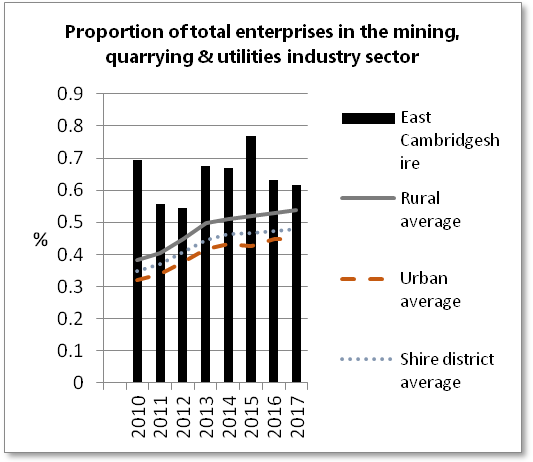 Proportion of total enterprises in the mining,
quarrying & utilities industry sector
0.9
0.8
0.7
0.6
0.5
0.4
0.3
0.2
0.1
0
%
2010
2011
2012
2013
2014
2015
2016
2017
East
Cambridgesh
ire
Rural
average
Urban
average
Shire district
average